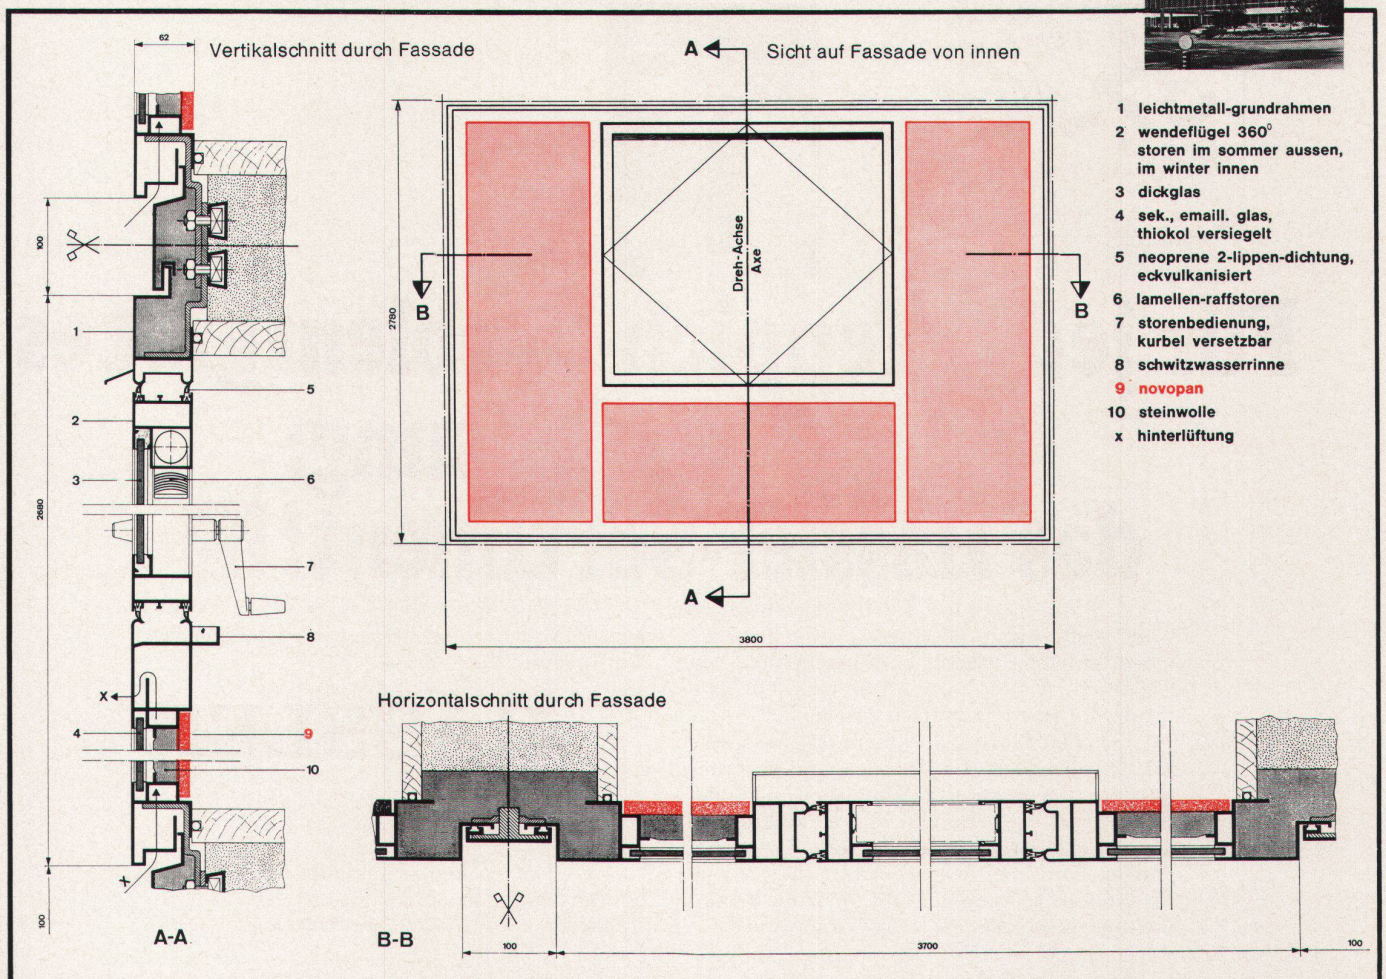 Vertikalschnitt durch Fassade
62
100
2680
100
1
2
3
4
5
6
7
8
9
10
x
x
A-A
Sicht auf Fassade von innen
A
A
B
B
Dreh-Achse
Axe
2780
3800
1 leichtmetall-grundrahmen
2 wendeflügel 360°
storen im sommer aussen,
im winter innen
3 dickglas
4 sek., emaill. glas,
thiokol versiegelt
5 neoprene 2-lippen-dichtung,
eckvulkanisiert
6 lamellen-raffstoren
7 storenbedienung,
kurbel versetzbar
8 schwitzwasserrinne
9 novopan
10 steinwolle
x hinterlüftung
Horizontalschnitt durch Fassade
B-B
100
3700
100